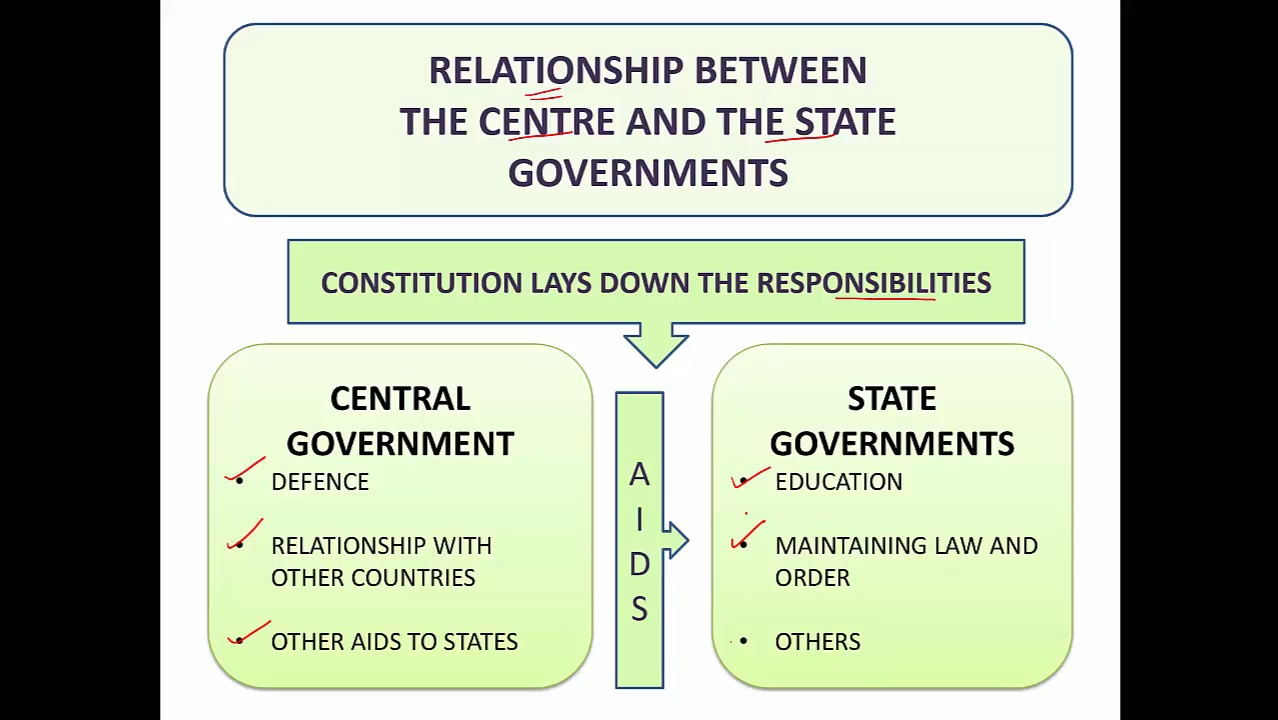 RELATIONSHIP BETWEEN
THE CENTRE AND THE STATE
GOVERNMENTS
CONSTITUTION LAYS DOWN THE RESPONSIBILITIES
CENTRAL
GOVERNMENT
• DEFENCE
• RELATIONSHIP WITH
OTHER COUNTRIES
• OTHER AIDS TO STATES
A
I
D
S
STATE
GOVERNMENTS
• EDUCATION
• MAINTAINING LAW AND
ORDER
• OTHERS